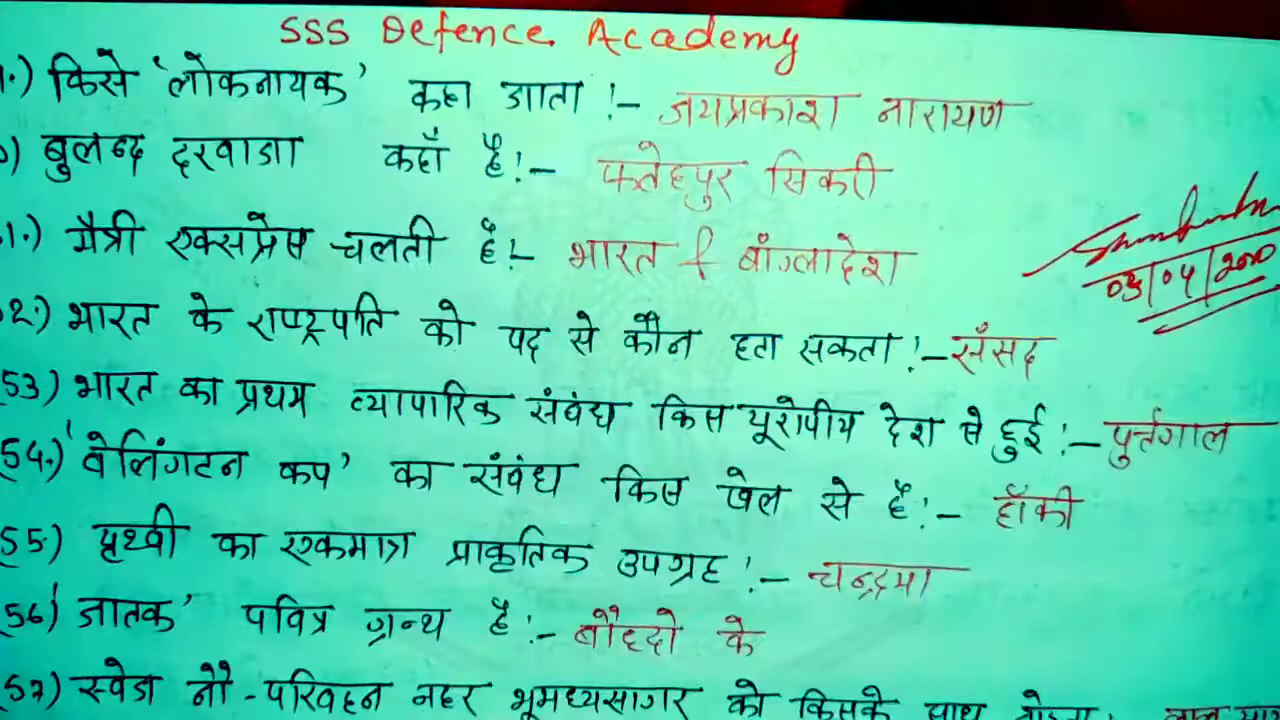 SSS Defence Academy
.) किसे 'लोकनायक' कहा जाता !- जयप्रकाश नारायण
) बुलन्द दरवाजा कहाँ है!- फतेहपुर सिकरी
1.) मैत्री एक्सप्रेस चलती है!- भारत f बाँग्लादेश
2.) भारत के राष्ट्रपति को पद से कौन हटा सकता !- संसद
03/04/2020
53) भारत का प्रथम व्यापारिक संबंध किस यूरोपीय देश से हुई !- पुर्त्तगाल
54.) 'वेलिंगटन कप' का संबंध किस खेल से है!- हॉकी
55.) पृथ्वी का एकमात्र प्राकृतिक उपग्रह !- चन्द्रमा
56) 'जातक' पवित्र ग्रन्थ है!- बौद्दो के
57) स्वेज नौ-परिवहन नहर भूमध्यसागर को किसके साथ